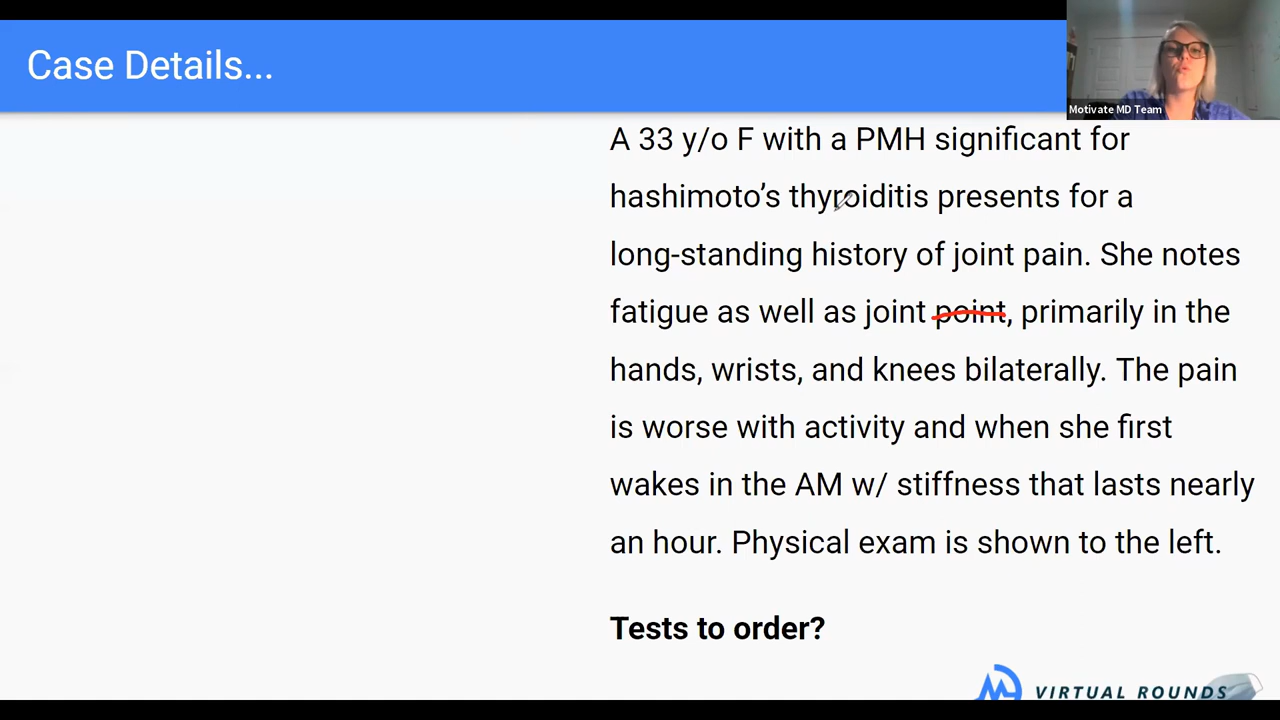 Case Details...
Motivate MD Team
A 33 y/o F with a PMH significant for
hashimoto’s thyroiditis presents for a
long-standing history of joint pain. She notes
fatigue as well as joint point, primarily in the
hands, wrists, and knees bilaterally. The pain
is worse with activity and when she first
wakes in the AM w/ stiffness that lasts nearly
an hour. Physical exam is shown to the left.
Tests to order?
VIRTUAL ROUNDS